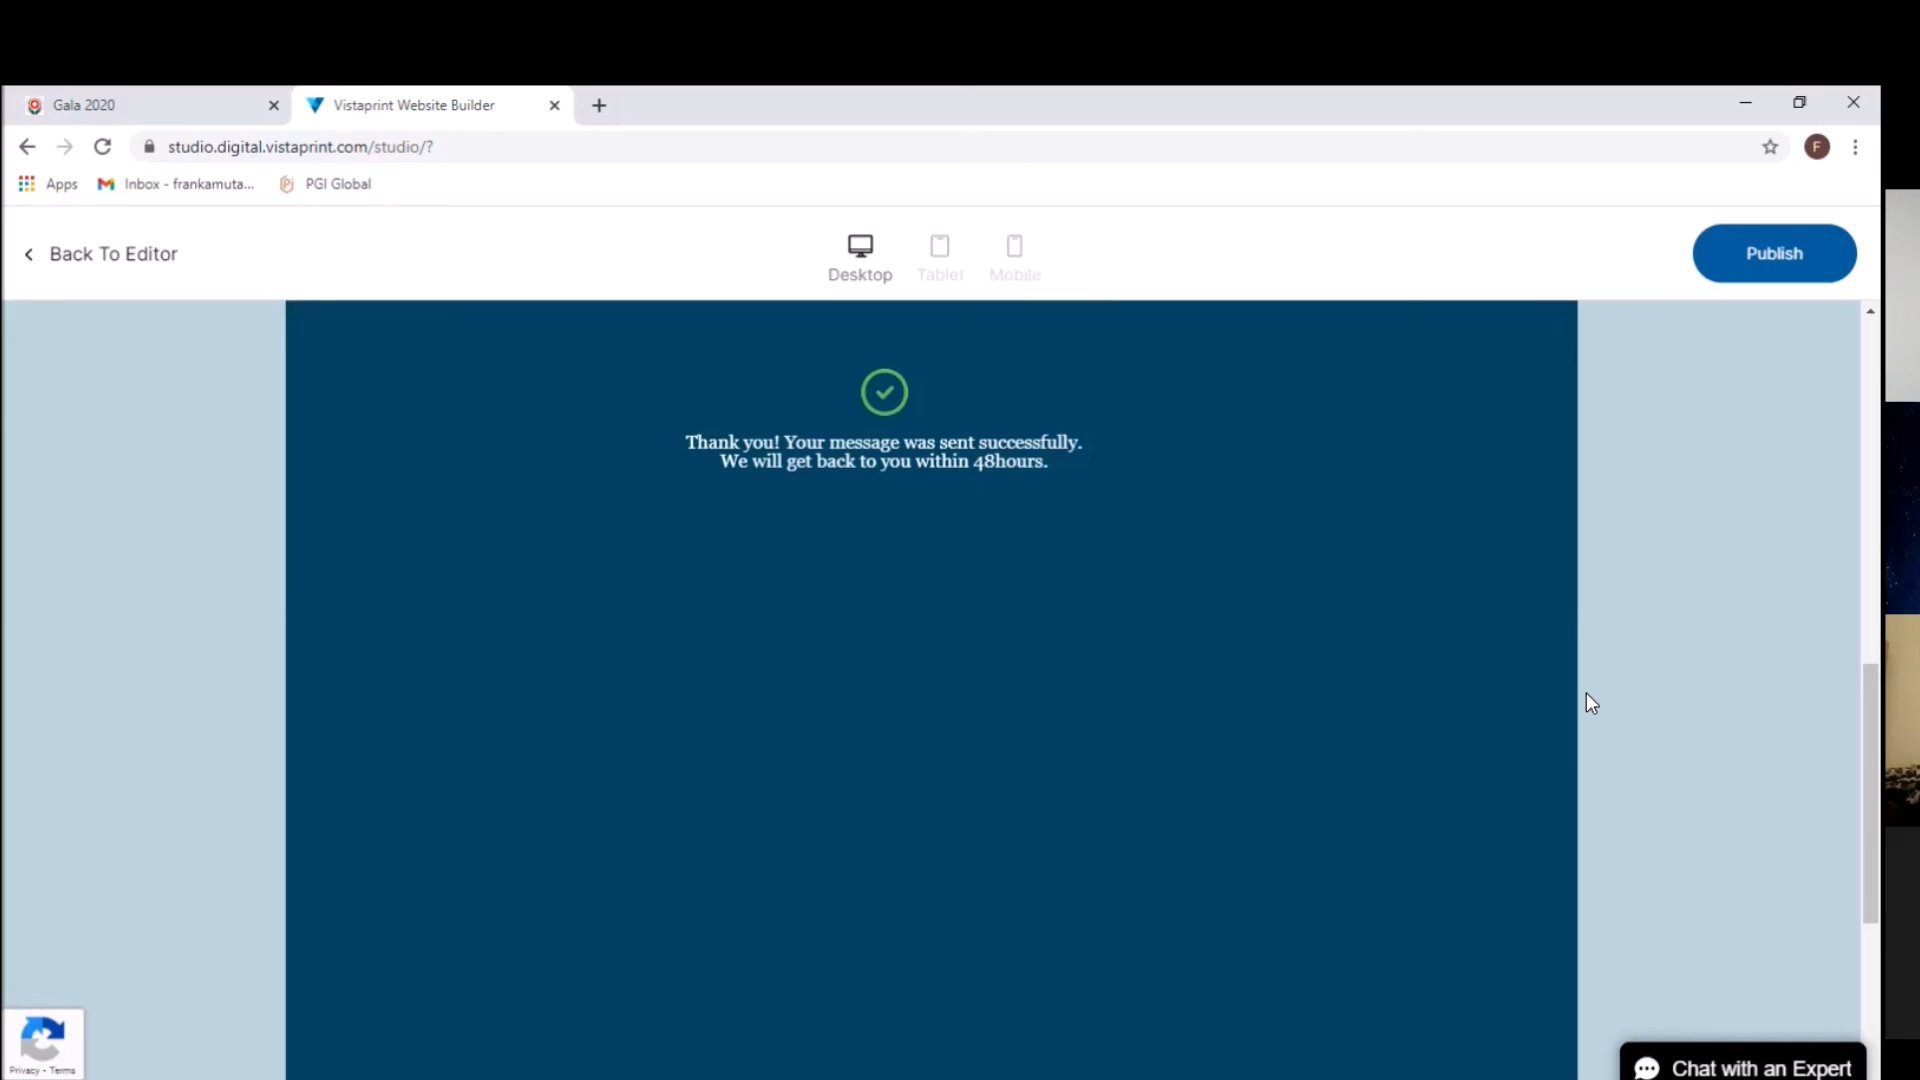 Gala 2020
Vistaprint Website Builder
studio.digital.vistaprint.com/studio/?
F
Apps
Inbox - frankamuta...
PGI Global
Back To Editor
Desktop
Tablet
Mobile
Publish
Thank you! Your message was sent successfully.
We will get back to you within 48hours.
Privacy - Terms
Chat with an Expert